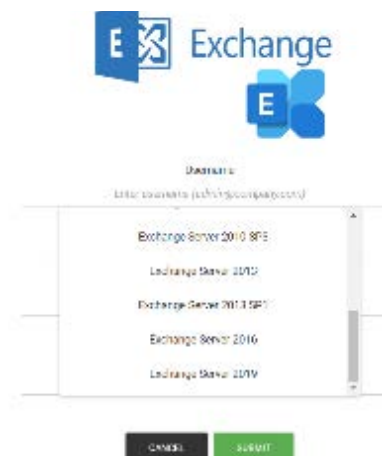 E Exchange
E
Username
Enter username (admin@company.com)
Exchange Server 2010 SP3
Exchange Server 2013
Exchange Server 2013 SP1
Exchange Server 2016
Exchange Server 2019
CANCEL SUBMIT